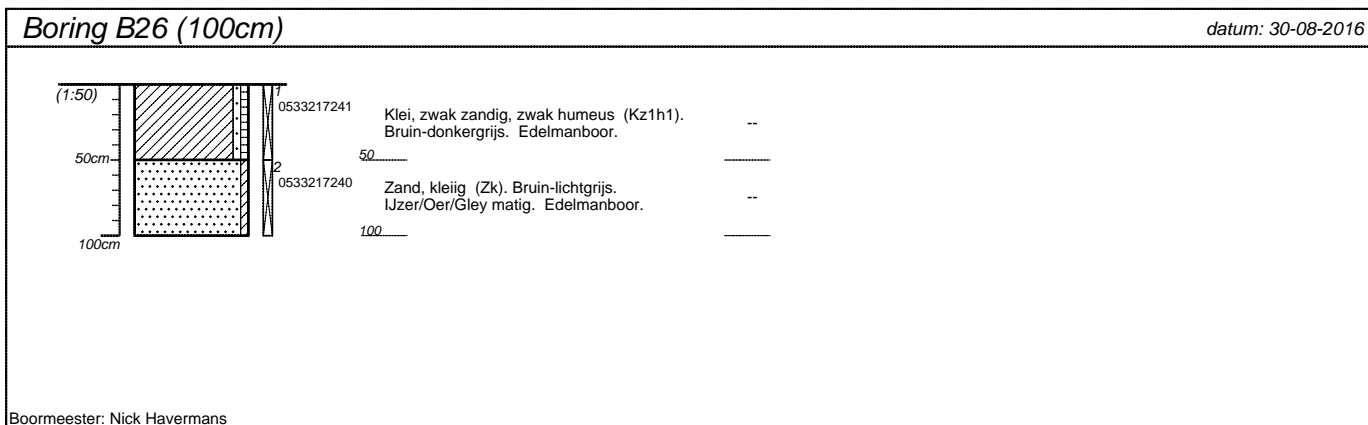 Boring B26 (100cm)
datum: 30-08-2016
(1:50)
1
0533217241
Klei, zwak zandig, zwak humeus (Kz1h1).
Bruin-donkergrijs. Edelmanboor.
--
50cm
50
2
0533217240
Zand, kleiig (Zk). Bruin-lichtgrijs.
IJzer/Oer/Gley matig. Edelmanboor.
--
100cm
100
Boormeester: Nick Havermans